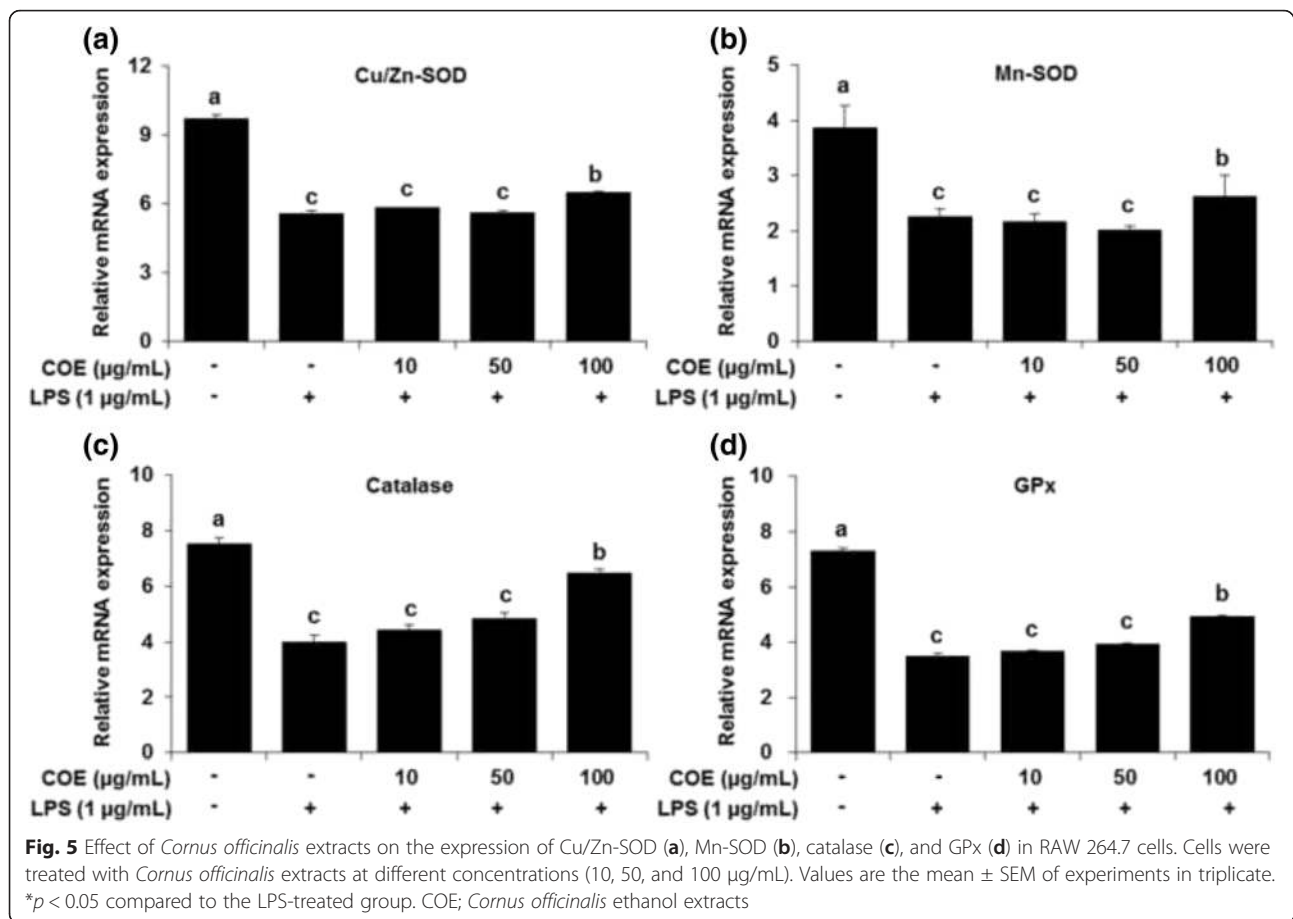 (a)
Cu/Zn-SOD
Relative mRNA expression
12
9
6
3
0
a
c
c
c
b
COE (µg/mL) - - 10 50 100
LPS (1 µg/mL) - + + + +
(b)
Mn-SOD
Relative mRNA expression
5
4
3
2
1
0
a
c
c
c
b
COE (µg/mL) - - 10 50 100
LPS (1 µg/mL) - + + + +
(c)
Catalase
Relative mRNA expression
10
8
6
4
2
0
a
c
c
c
b
COE (µg/mL) - - 10 50 100
LPS (1 µg/mL) - + + + +
(d)
GPx
Relative mRNA expression
10
8
6
4
2
0
a
c
c
c
b
COE (µg/mL) - - 10 50 100
LPS (1 µg/mL) - + + + +
Fig. 5 Effect of Cornus officinalis extracts on the expression of Cu/Zn-SOD (a), Mn-SOD (b), catalase (c), and GPx (d) in RAW 264.7 cells. Cells were
treated with Cornus officinalis extracts at different concentrations (10, 50, and 100 µg/mL). Values are the mean ± SEM of experiments in triplicate.
*p < 0.05 compared to the LPS-treated group. COE; Cornus officinalis ethanol extracts